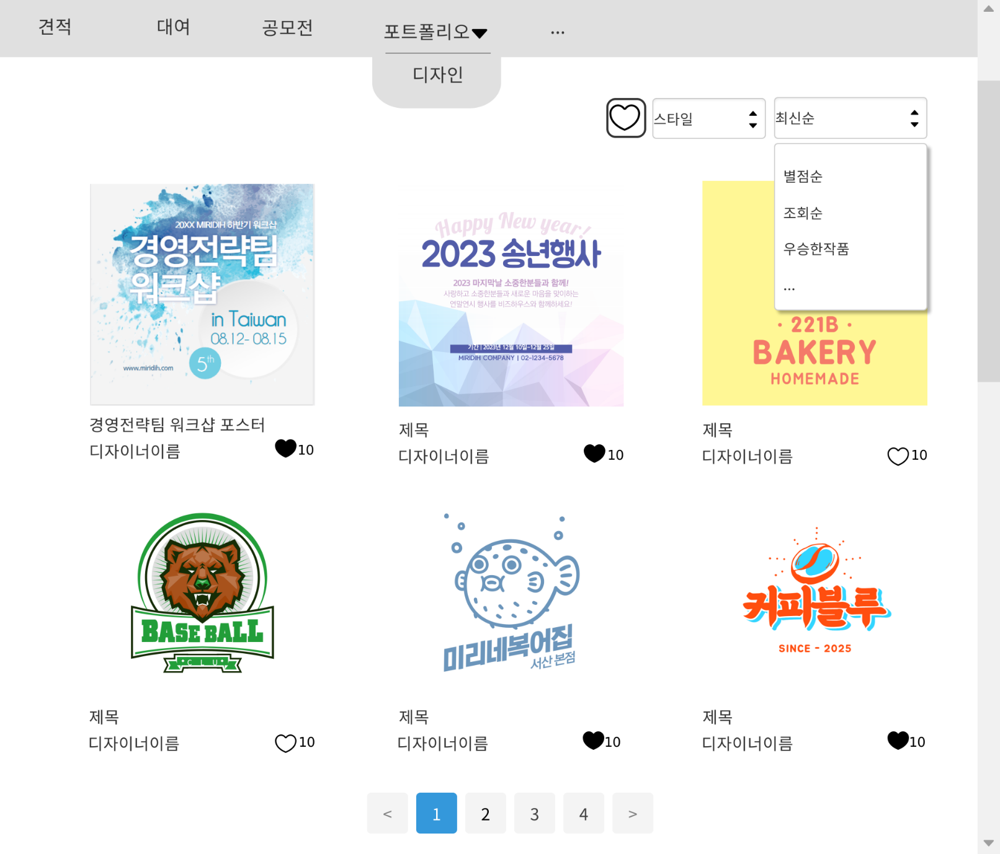 견적
대여
공모전
포트폴리오
...
디자인
스타일
최신순
별점순
조회순
우승한작품
...
20XX MIRIDIH 하반기 워크샵
경영전략팀
워크샵
in Taiwan
08.12- 08.15
5th
www.miridih.com
Happy New year!
2023 송년행사
2023 마지막날 소중한분들과 함께!
사랑하고 소중한분들과 새로운 마음을 맞이하는
연말연시 행사를 비즈하우스와 함께하세요!
기간 | 2023년 12월 10일-12월 25일
MIRIDIH COMPANY | 02-1234-5678
· 221B ·
BAKERY
HOMEMADE
경영전략팀 워크샵 포스터
디자이너이름
10
제목
디자이너이름
10
제목
디자이너이름
10
BASE BALL
CLU
미리네복어집
서산 본점
커피블루
SINCE - 2025
제목
디자이너이름
10
제목
디자이너이름
10
제목
디자이너이름
10
< 1 2 3 4 >